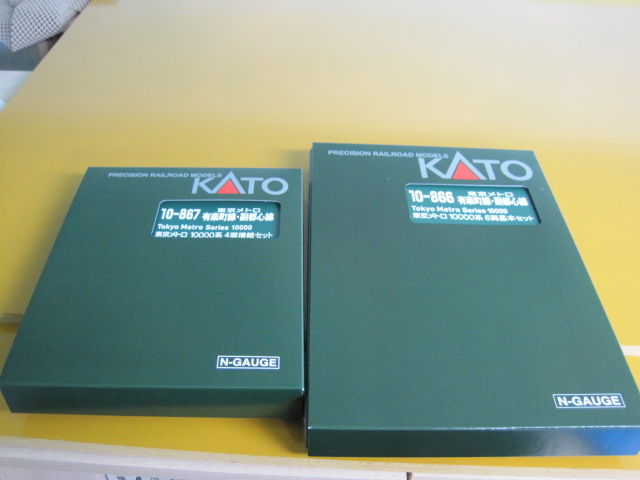 PRECISION RAILROAD MODELS
KATO
10-867
東京メトロ
有楽町線・副都心線
Tokyo Metro Series 10000
東京メトロ 10000系 4両増結セット
N-GAUGE
PRECISION RAILROAD MODELS
KATO
10-866
東京メトロ
有楽町線・副都心線
Tokyo Metro Series 10000
東京メトロ 10000系 6両基本セット
N-GAUGE